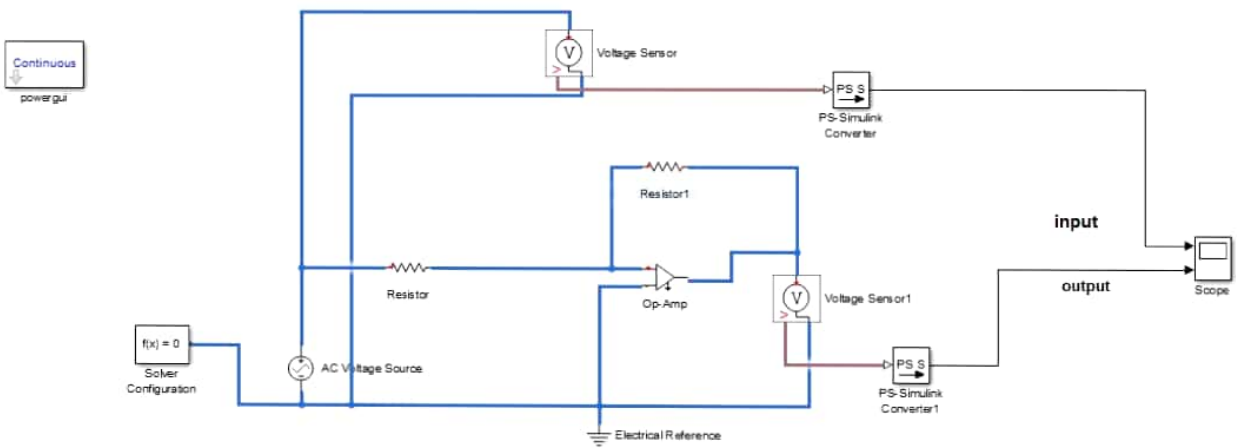 V
Voltage Sensor
Continuous
powergui
PS S
PS-Simulink
Converter
Resistor1
input
Resistor
Op-Amp
V
Voltage Sensor1
output
Scope
f(x) = 0
Solver
Configuration
AC Voltage Source
PS S
PS-Simulink
Converter1
Electrical Reference